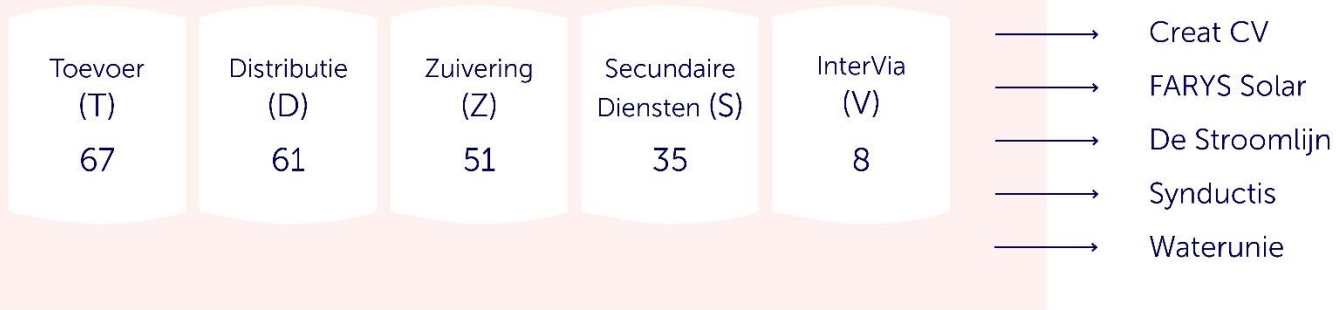 Toevoer
(T)
67
Distributie
(D)
61
Zuivering
(Z)
51
Secundaire
Diensten (S)
35
InterVia
(V)
8
Creat CV
FARYS Solar
De Stroomlijn
Synductis
Waterunie